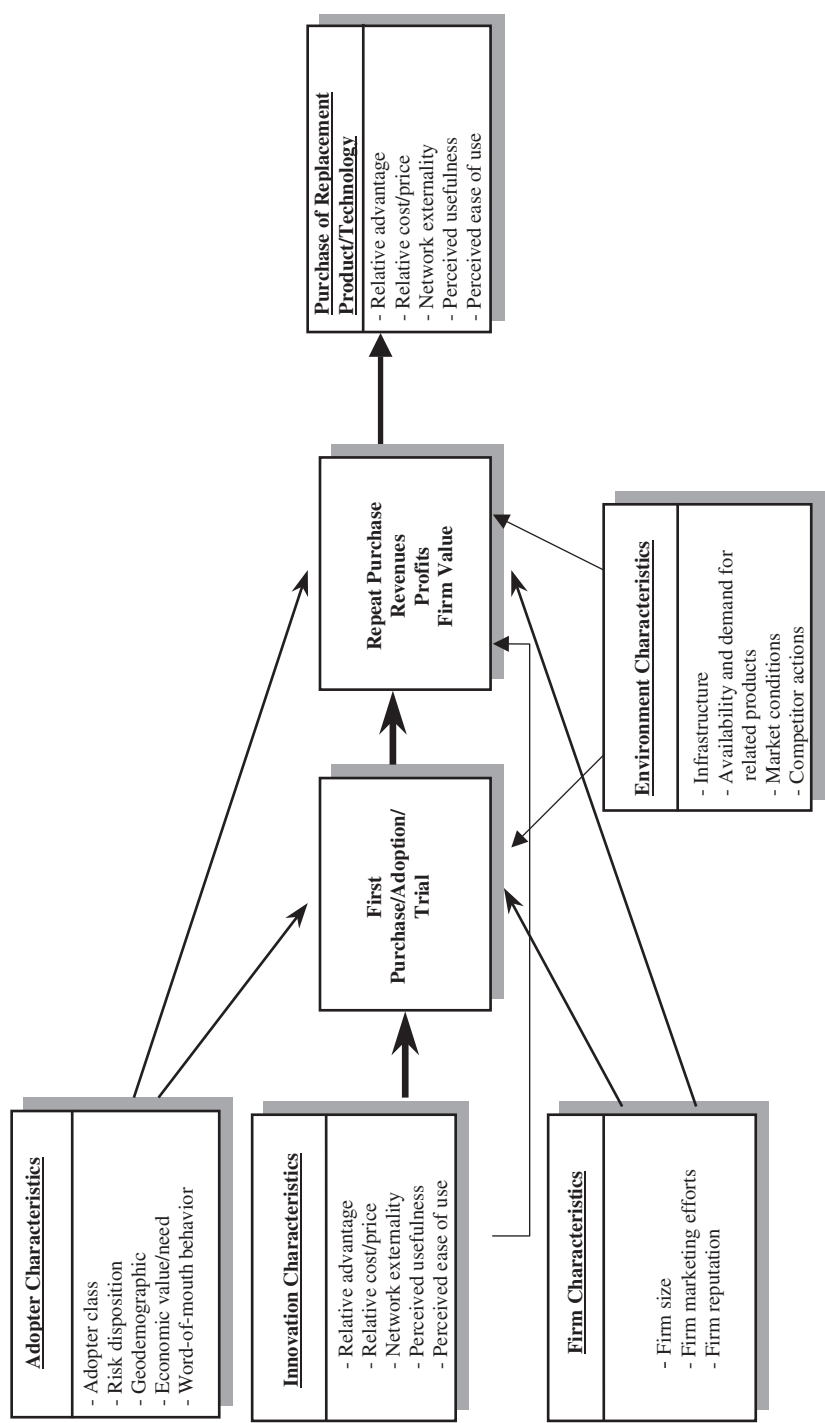 Adopter Characteristics
- Adopter class
- Risk disposition
- Geodemographic
- Economic value/need
- Word-of-mouth behavior
Innovation Characteristics
- Relative advantage
- Relative cost/price
- Network externality
- Perceived usefulness
- Perceived ease of use
Firm Characteristics
- Firm size
- Firm marketing efforts
- Firm reputation
First
Purchase/Adoption/
Trial
Repeat Purchase
Revenues
Profits
Firm Value
Environment Characteristics
- Infrastructure
- Availability and demand for
related products
- Market conditions
- Competitor actions
Purchase of Replacement
Product/Technology
- Relative advantage
- Relative cost/price
- Network externality
- Perceived usefulness
- Perceived ease of use